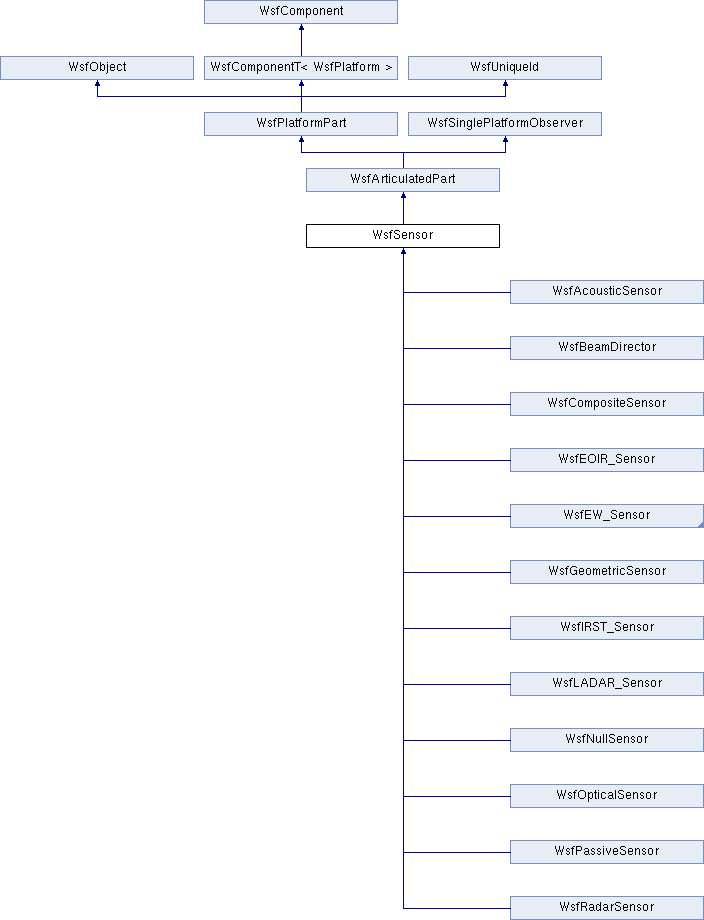 WsfComponent
WsfObject
WsfComponentT< WsfPlatform >
WsfUniqueId
WsfPlatformPart
WsfSinglePlatformObserver
WsfArticulatedPart
WsfSensor
WsfAcousticSensor
WsfBeamDirector
WsfCompositeSensor
WsfEOIR_Sensor
WsfEW_Sensor
WsfGeometricSensor
WsfIRST_Sensor
WsfLADAR_Sensor
WsfNullSensor
WsfOpticalSensor
WsfPassiveSensor
WsfRadarSensor